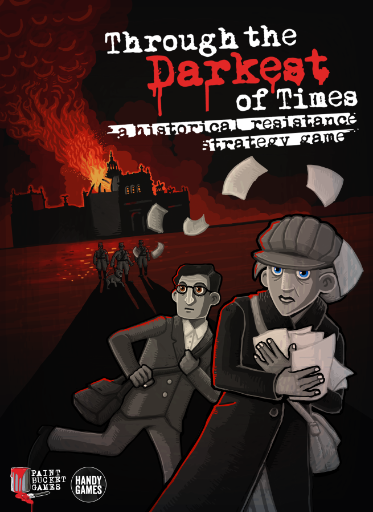 Through the
Darkest
of Times
a historical resistance
strategy game
PAINT
BUCKET
GAMES
HANDY
GAMES